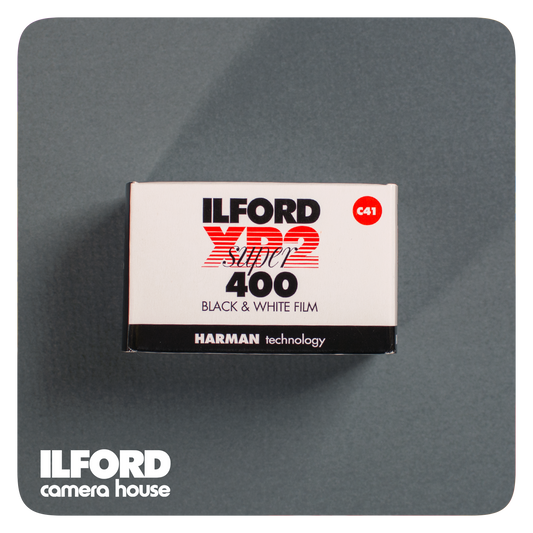 ILFORD
C41
XP2
super
400
BLACK & WHITE FILM
HARMAN technology
ILFORD
camera house